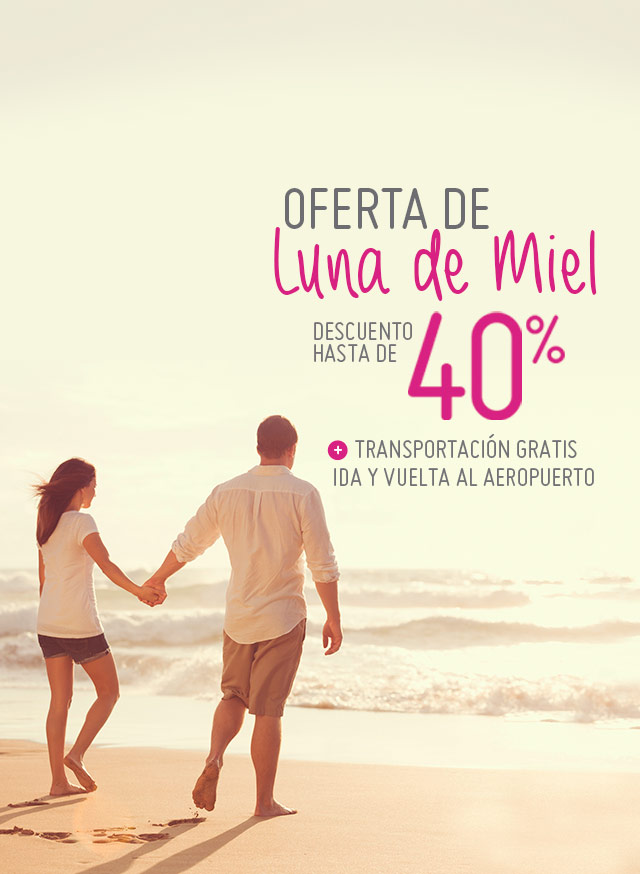 OFERTA DE
Luna de Miel
DESCUENTO
HASTA DE
40%
+ TRANSPORTACIÓN GRATIS
IDA Y VUELTA AL AEROPUERTO